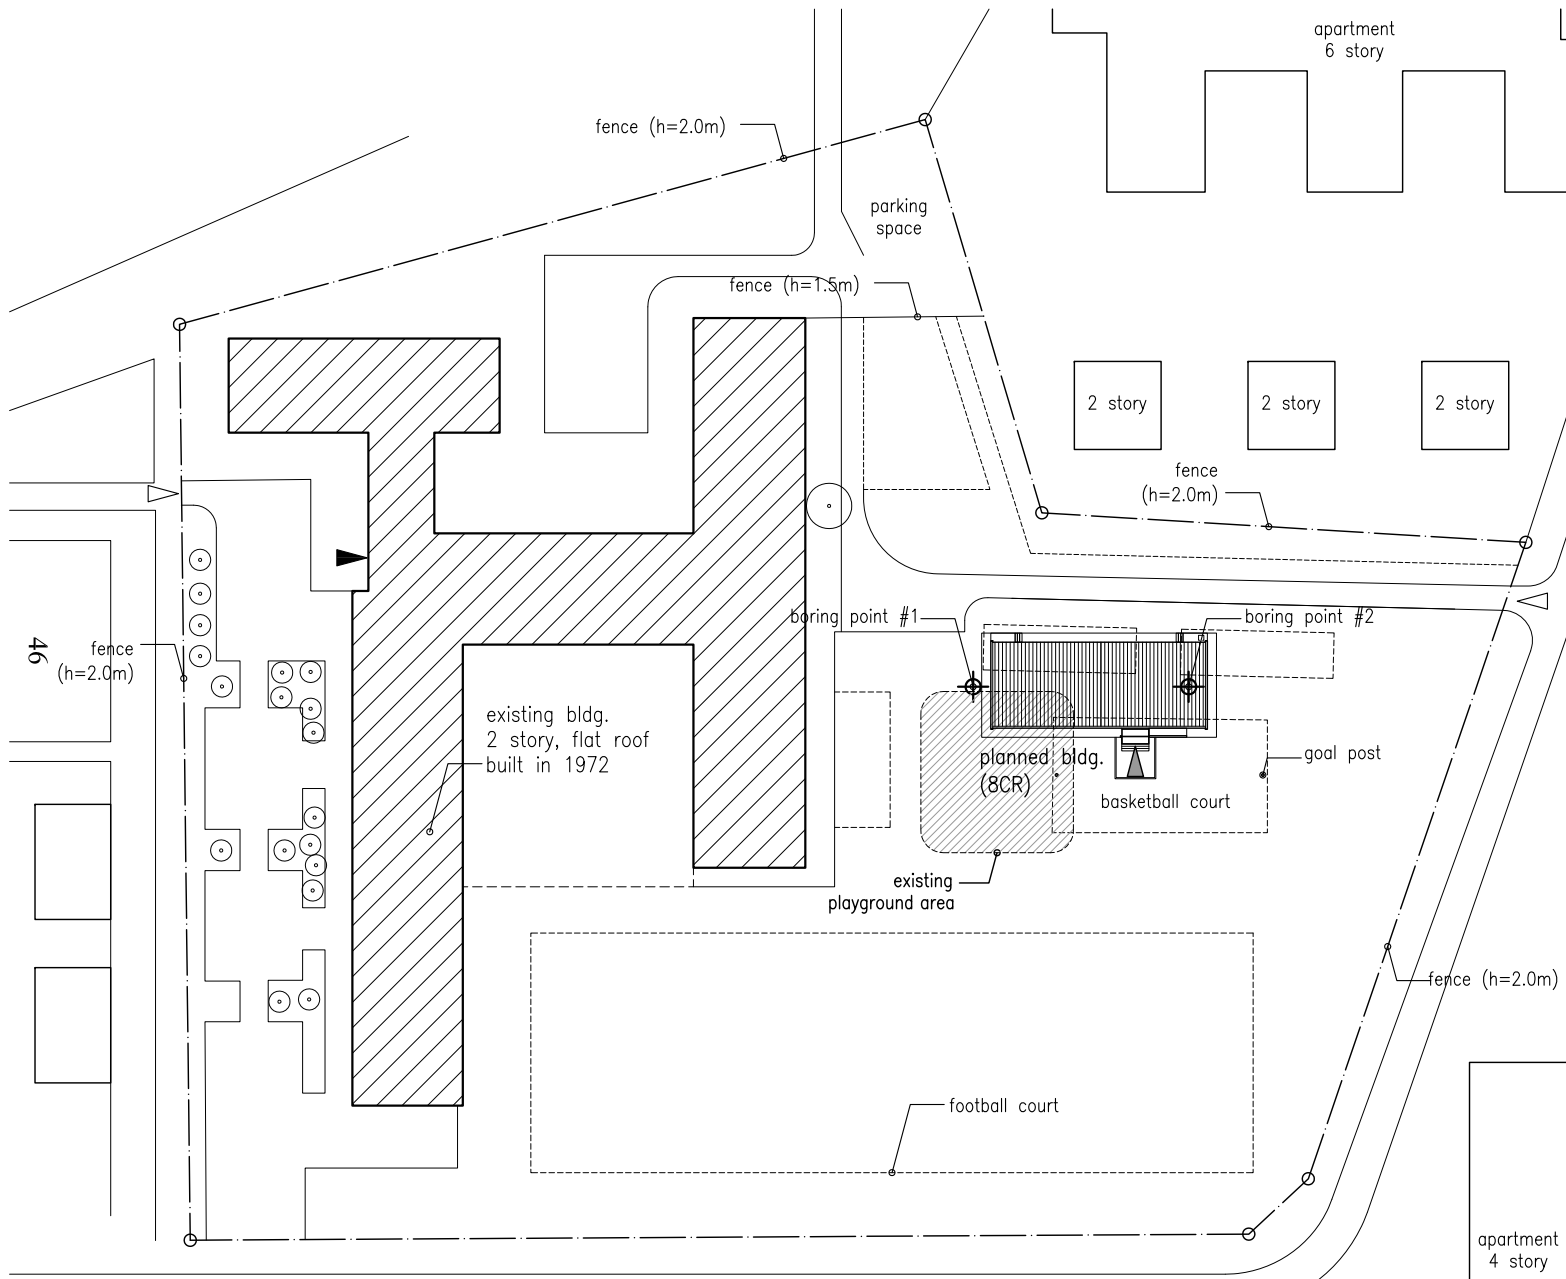 apartment
6 story
fence (h=2.0m)
parking
space
fence (h=1.5m)
2 story
2 story
2 story
fence
(h=2.0m)
boring point #1
boring point #2
46
fence
(h=2.0m)
existing bldg.
2 story, flat roof
built in 1972
planned bldg.
(8CR)
goal post
basketball court
existing
playground area
fence (h=2.0m)
football court
apartment
4 story